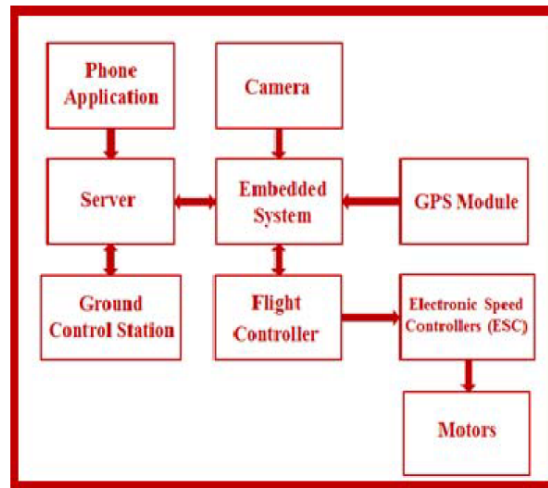 Phone
Application
Camera
Server
Embedded
System
GPS Module
Ground
Control Station
Flight
Controller
Electronic Speed
Controllers (ESC)
Motors